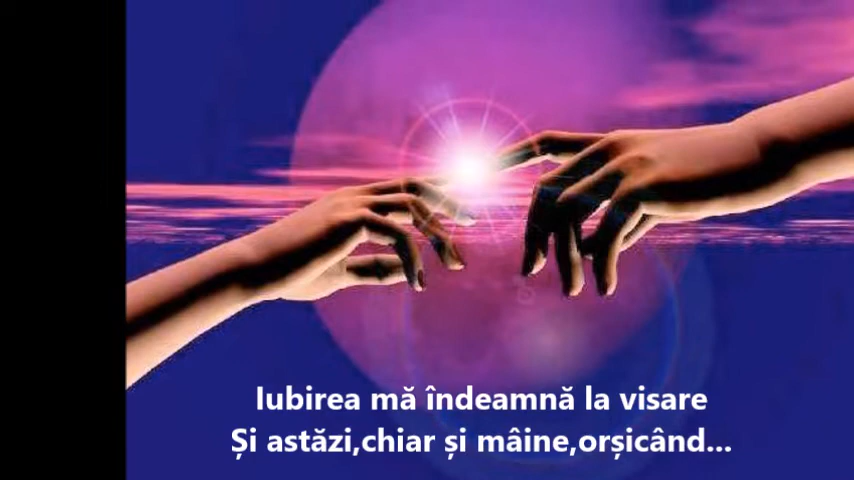 Iubirea mă îndeamnă la visare
Și astăzi,chiar și mâine,orșicând...